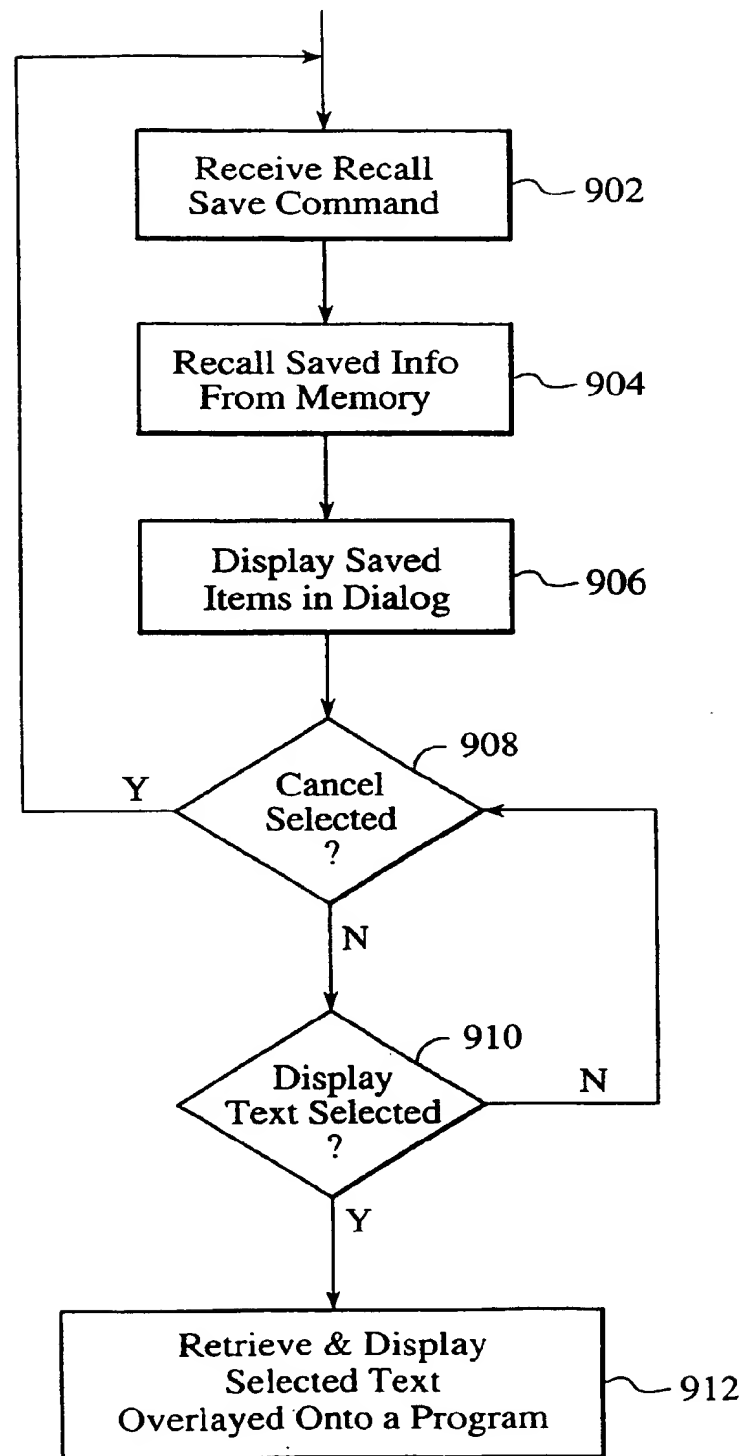 Receive Recall
Save Command
902
Recall Saved Info
From Memory
904
Display Saved
Items in Dialog
906
908
Cancel
Selected
?
Y
N
910
Display
Text Selected
?
N
Y
Retrieve & Display
Selected Text
Overlayed Onto a Program
912